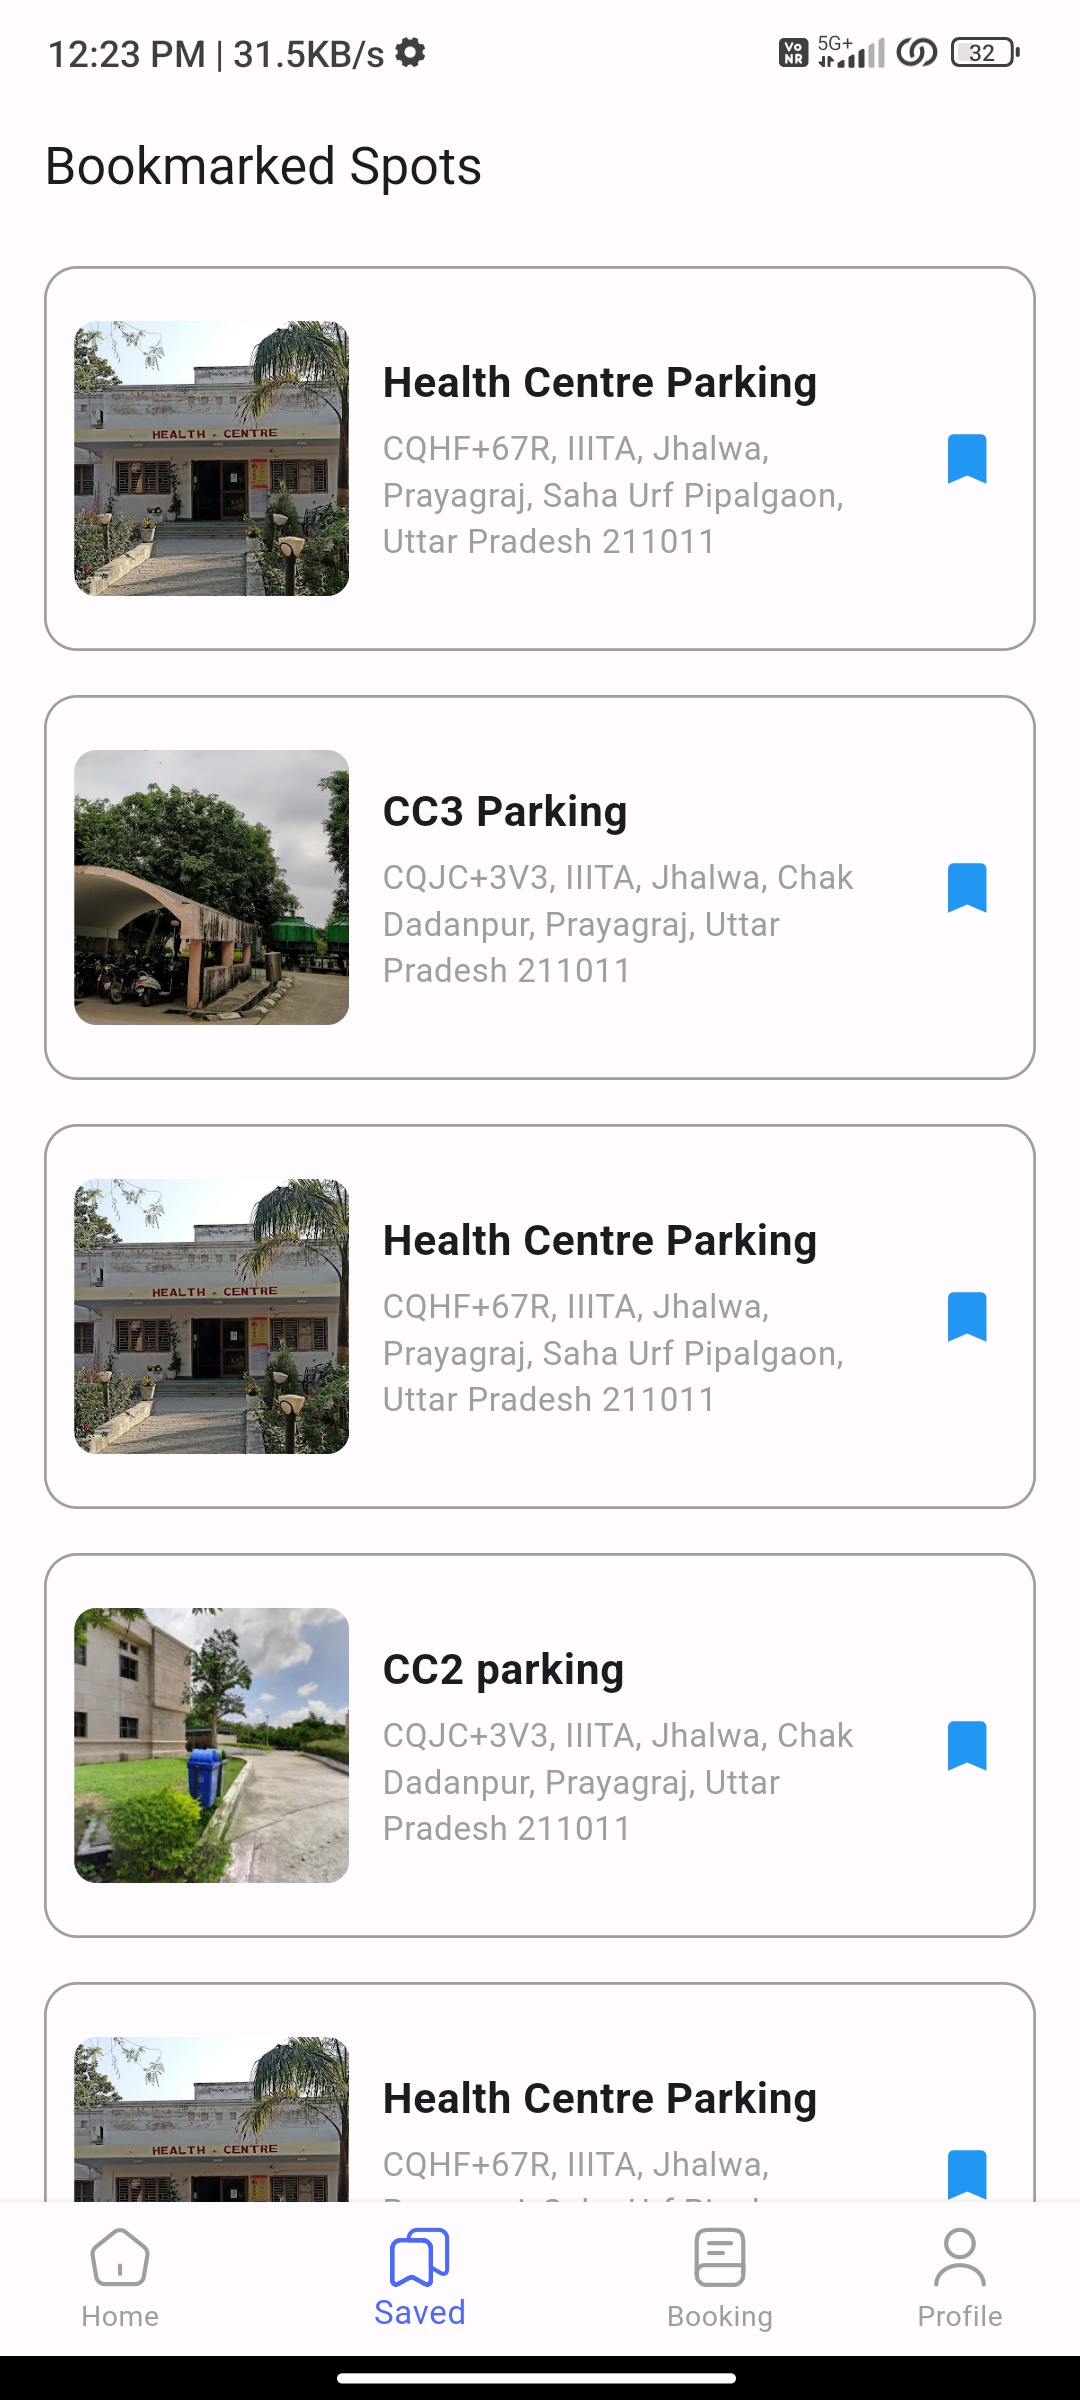 12:23 PM | 31.5KB/s
Vo NR 5G+ 32
Bookmarked Spots
HEALTH CENTRE
Health Centre Parking
CQHF+67R, IIITA, Jhalwa,
Prayagraj, Saha Urf Pipalgaon,
Uttar Pradesh 211011
CC3 Parking
CQJC+3V3, IIITA, Jhalwa, Chak
Dadanpur, Prayagraj, Uttar
Pradesh 211011
HEALTH CENTRE
Health Centre Parking
CQHF+67R, IIITA, Jhalwa,
Prayagraj, Saha Urf Pipalgaon,
Uttar Pradesh 211011
CC2 parking
CQJC+3V3, IIITA, Jhalwa, Chak
Dadanpur, Prayagraj, Uttar
Pradesh 211011
HEALTH CENTRE
Health Centre Parking
CQHF+67R, IIITA, Jhalwa,
Home
Saved
Booking
Profile